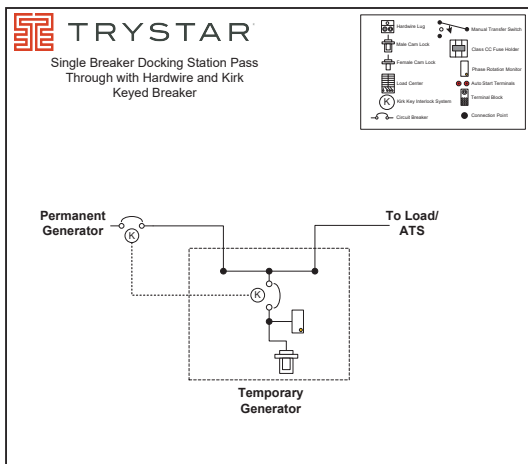 TRYSTAR
Single Breaker Docking Station Pass
Through with Hardwire and Kirk
Keyed Breaker
Hardwire Lug
Male Cam Lock
Female Cam Lock
Load Center
K
Kirk Key Interlock System
Circuit Breaker
Manual Transfer Switch
Class CC Fuse Holder
Phase Rotation Monitor
Auto Start Terminals
Terminal Block
Connection Point
Permanent
Generator
K
To Load/
ATS
K
Temporary
Generator